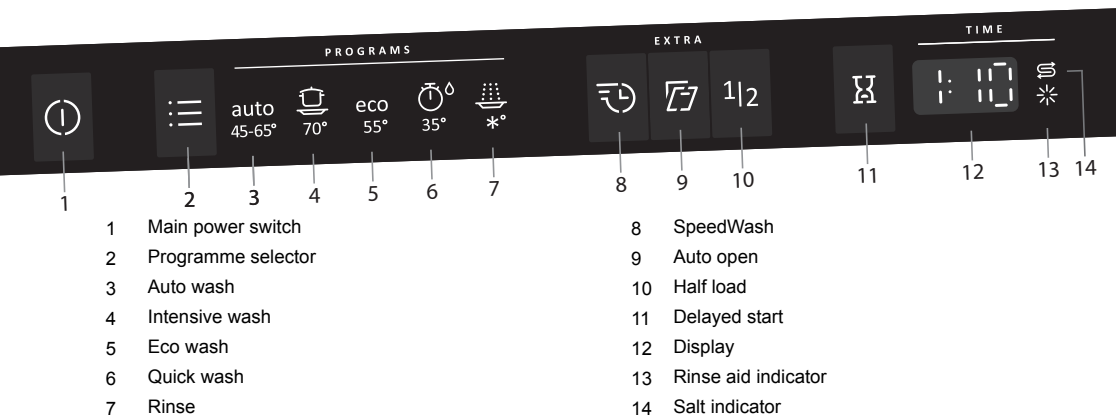 PROGRAMS
EXTRA
TIME
auto
45-65°
70°
eco
55°
35°
*°
1|2
1:10
1
2
3
4
5
6
7
8
9
10
11
12
13
14
1 Main power switch
2 Programme selector
3 Auto wash
4 Intensive wash
5 Eco wash
6 Quick wash
7 Rinse
8 SpeedWash
9 Auto open
10 Half load
11 Delayed start
12 Display
13 Rinse aid indicator
14 Salt indicator